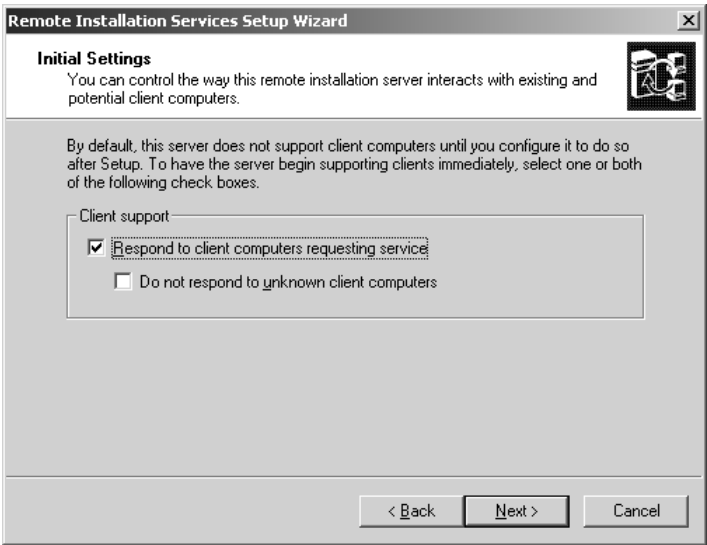 Remote Installation Services Setup Wizard
Initial Settings
You can control the way this remote installation server interacts with existing and
potential client computers.
By default, this server does not support client computers until you configure it to do so
after Setup. To have the server begin supporting clients immediately, select one or both
of the following check boxes.
Client support
Respond to client computers requesting service
Do not respond to unknown client computers
< Back
Next >
Cancel